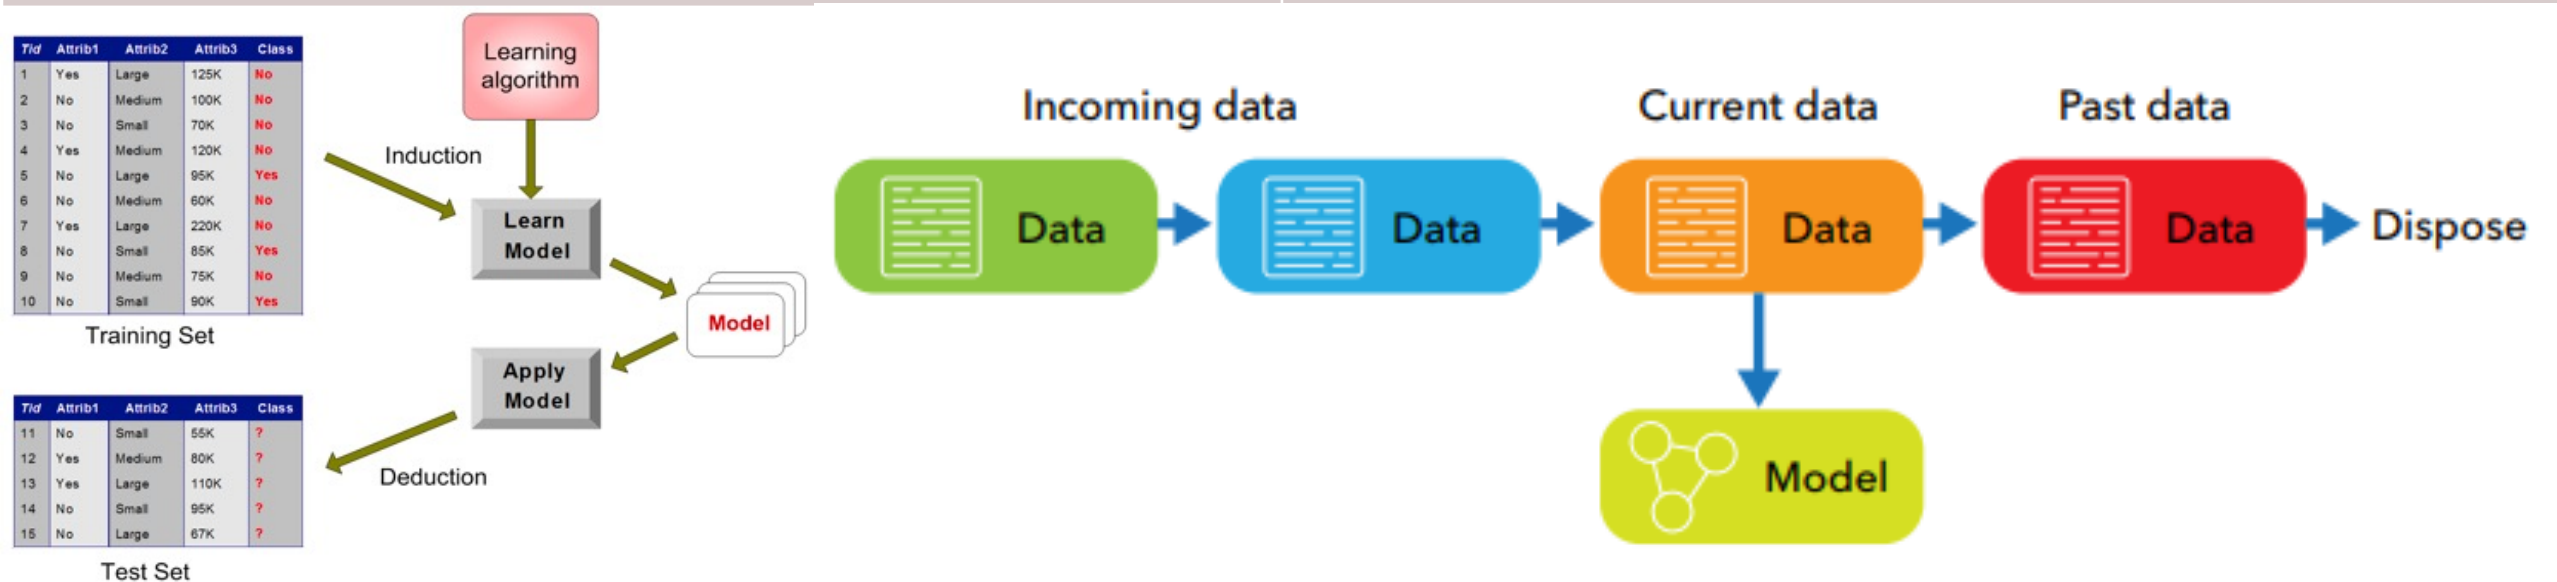 Tid Attrib1 Attrib2 Attrib3 Class
1 Yes Large 125K No
2 No Medium 100K No
3 No Small 70K No
4 Yes Medium 120K No
5 No Large 95K Yes
6 No Medium 60K No
7 Yes Large 220K No
8 No Small 85K Yes
9 No Medium 75K No
10 No Small 90K Yes
Training Set
Tid Attrib1 Attrib2 Attrib3 Class
11 No Small 55K ?
12 Yes Medium 80K ?
13 Yes Large 110K ?
14 No Small 95K ?
15 No Large 67K ?
Test Set
Learning
algorithm
Induction
Learn
Model
Model
Apply
Model
Deduction
Incoming data
Current data
Past data
Data
Data
Data
Data
Dispose
Model